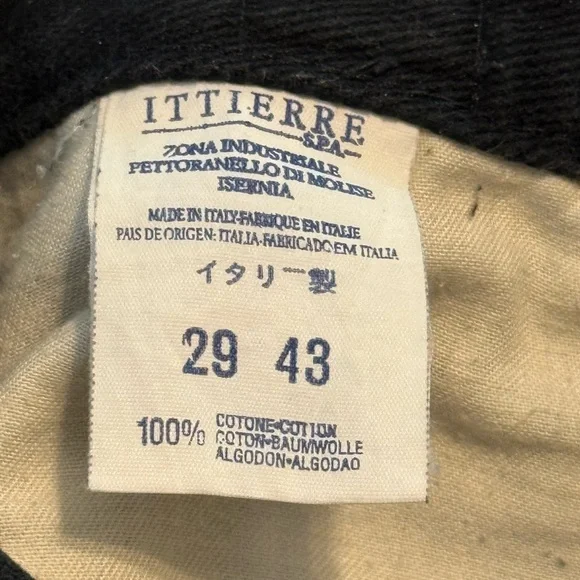 ITTIERRE
S.P.A.
ZONA INDUSTRIALE
PETTORANELLO DI MOLISE
ISERNIA
MADE IN ITALY-FABRIQUE EN ITALIE
PAIS DE ORIGEN: ITALIA-FABRICADO EM ITALIA
イタリー製
29 43
100% COTONE-COTTON
COTON-BAUMWOLLE
ALGODON-ALGODAO